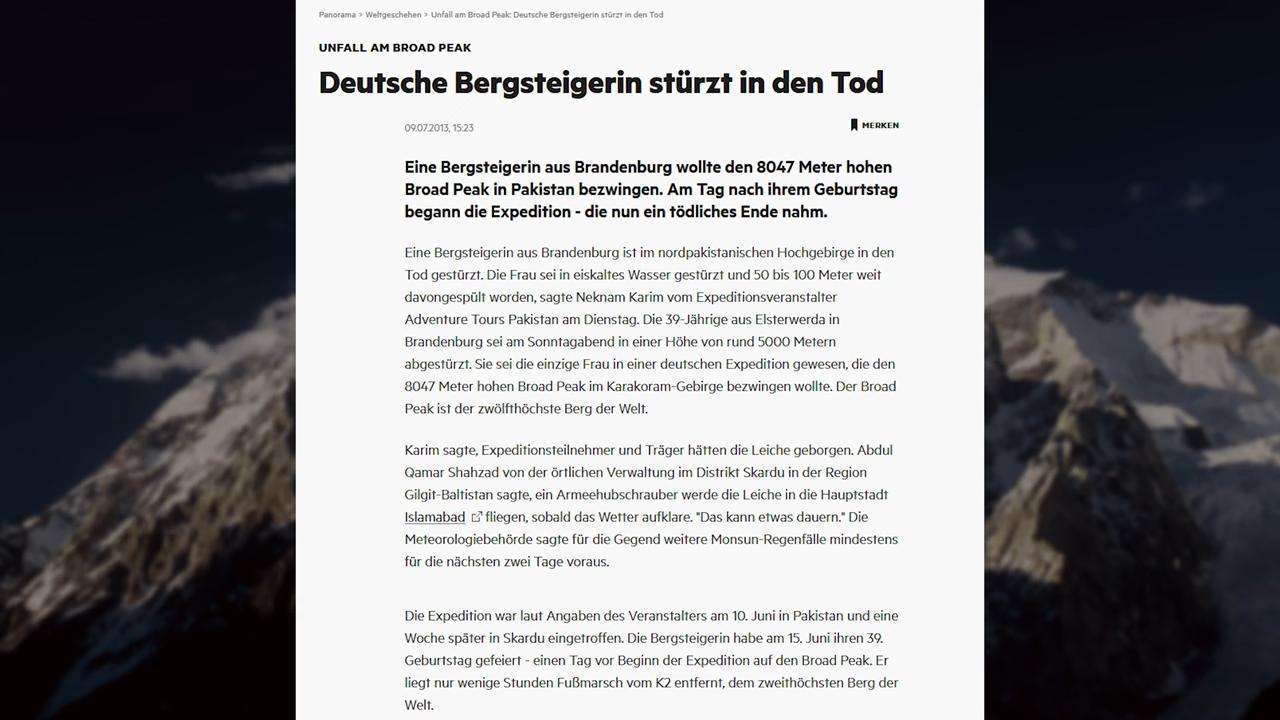 Panorama > Weltgeschehen > Unfall am Broad Peak: Deutsche Bergsteigerin stürzt in den Tod
UNFALL AM BROAD PEAK
Deutsche Bergsteigerin stürzt in den Tod
09.07.2013, 15:23
MERKEN
Eine Bergsteigerin aus Brandenburg wollte den 8047 Meter hohen
Broad Peak in Pakistan bezwingen. Am Tag nach ihrem Geburtstag
begann die Expedition - die nun ein tödliches Ende nahm.
Eine Bergsteigerin aus Brandenburg ist im nordpakistanischen Hochgebirge in den
Tod gestürzt. Die Frau sei in eiskaltes Wasser gestürzt und 50 bis 100 Meter weit
davongespült worden, sagte Neknam Karim vom Expeditionsveranstalter
Adventure Tours Pakistan am Dienstag. Die 39-Jährige aus Elsterwerda in
Brandenburg sei am Sonntagabend in einer Höhe von rund 5000 Metern
abgestürzt. Sie sei die einzige Frau in einer deutschen Expedition gewesen, die den
8047 Meter hohen Broad Peak im Karakoram-Gebirge bezwingen wollte. Der Broad
Peak ist der zwölfthöchste Berg der Welt.
Karim sagte, Expeditionsteilnehmer und Träger hätten die Leiche geborgen. Abdul
Qamar Shahzad von der örtlichen Verwaltung im Distrikt Skardu in der Region
Gilgit-Baltistan sagte, ein Armeehubschrauber werde die Leiche in die Hauptstadt
Islamabad fliegen, sobald das Wetter aufklare. "Das kann etwas dauern." Die
Meteorologiebehörde sagte für die Gegend weitere Monsun-Regenfälle mindestens
für die nächsten zwei Tage voraus.
Die Expedition war laut Angaben des Veranstalters am 10. Juni in Pakistan und eine
Woche später in Skardu eingetroffen. Die Bergsteigerin habe am 15. Juni ihren 39.
Geburtstag gefeiert - einen Tag vor Beginn der Expedition auf den Broad Peak. Er
liegt nur wenige Stunden Fußmarsch vom K2 entfernt, dem zweithöchsten Berg der
Welt.